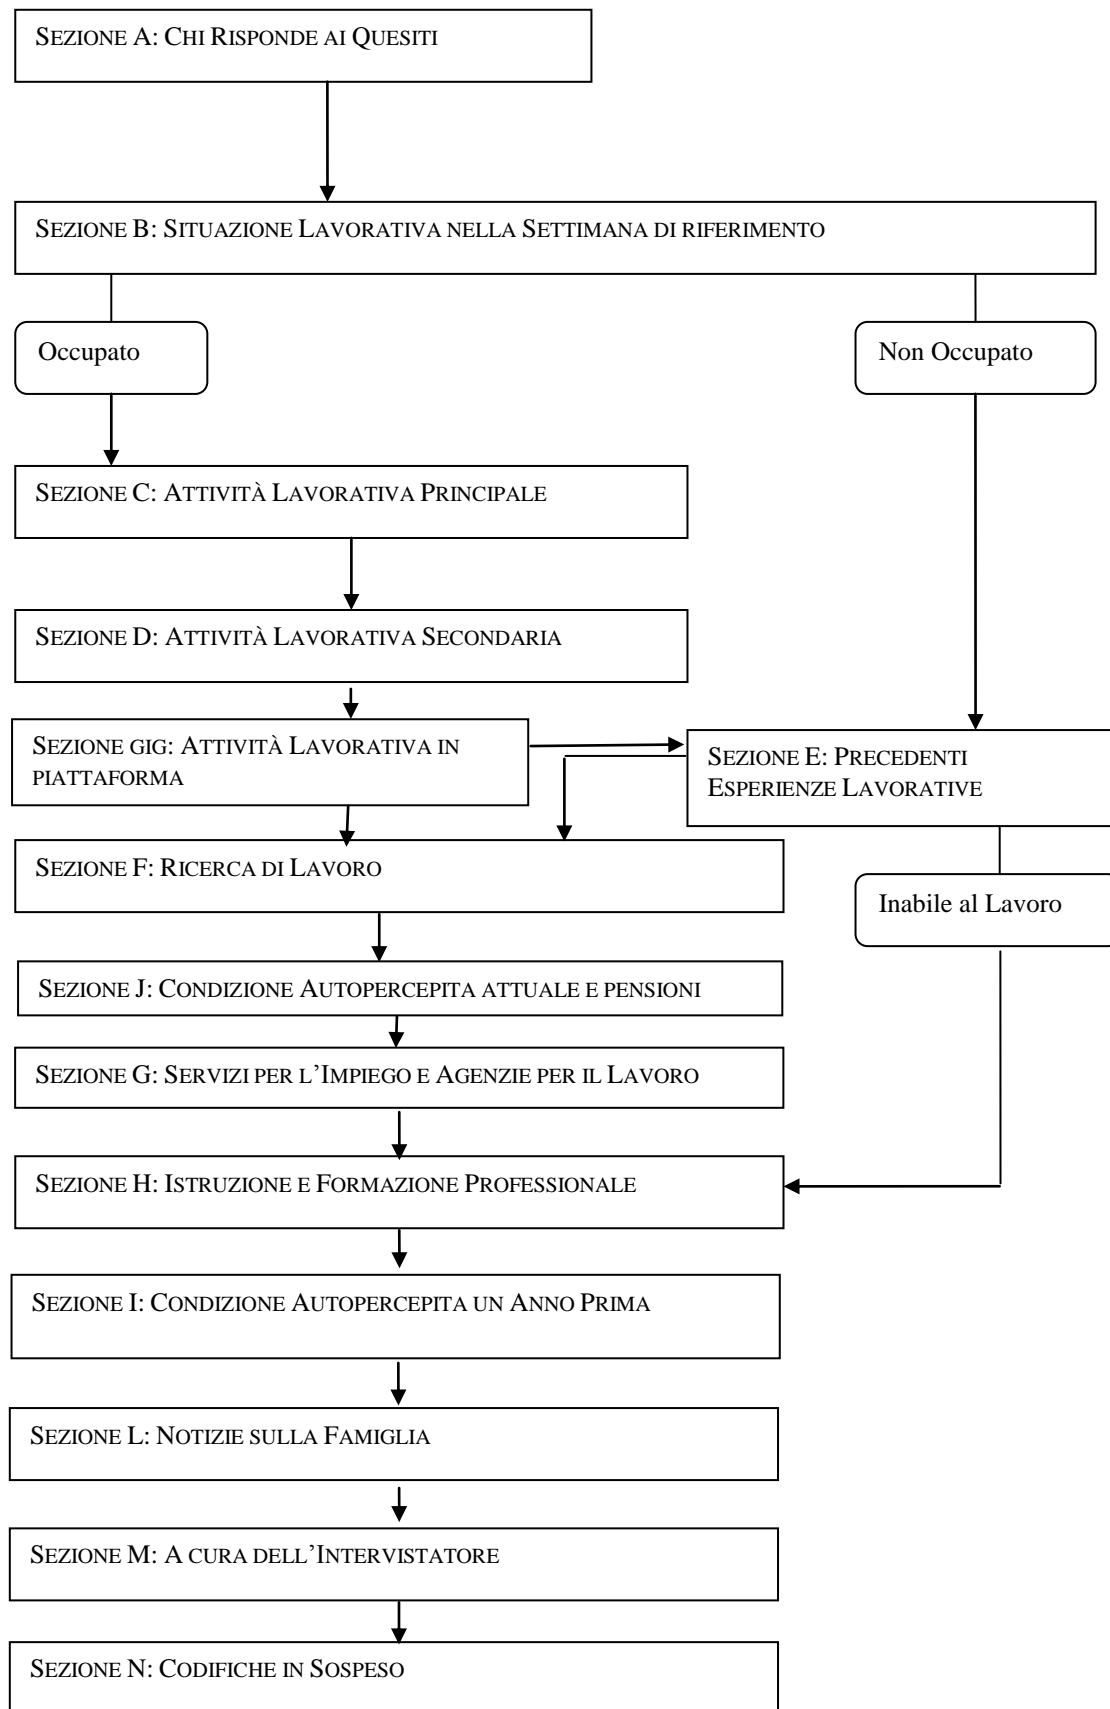 SEZIONE A: CHI RISPONDE AI QUESITI
SEZIONE B: SITUAZIONE LAVORATIVA NELLA SETTIMANA DI RIFERIMENTO
Occupato
Non Occupato
SEZIONE C: ATTIVITÀ LAVORATIVA PRINCIPALE
SEZIONE D: ATTIVITÀ LAVORATIVA SECONDARIA
SEZIONE GIG: ATTIVITÀ LAVORATIVA IN
PIATTAFORMA
SEZIONE E: PRECEDENTI
ESPERIENZE LAVORATIVE
SEZIONE F: RICERCA DI LAVORO
Inabile al Lavoro
SEZIONE J: CONDIZIONE AUTOPERCEPITA ATTUALE E PENSIONI
SEZIONE G: SERVIZI PER L'IMPIEGO E AGENZIE PER IL LAVORO
SEZIONE H: ISTRUZIONE E FORMAZIONE PROFESSIONALE
SEZIONE I: CONDIZIONE AUTOPERCEPITA UN ANNO PRIMA
SEZIONE L: NOTIZIE SULLA FAMIGLIA
SEZIONE M: A CURA DELL'INTERVISTATORE
SEZIONE N: CODIFICHE IN SOSPESO